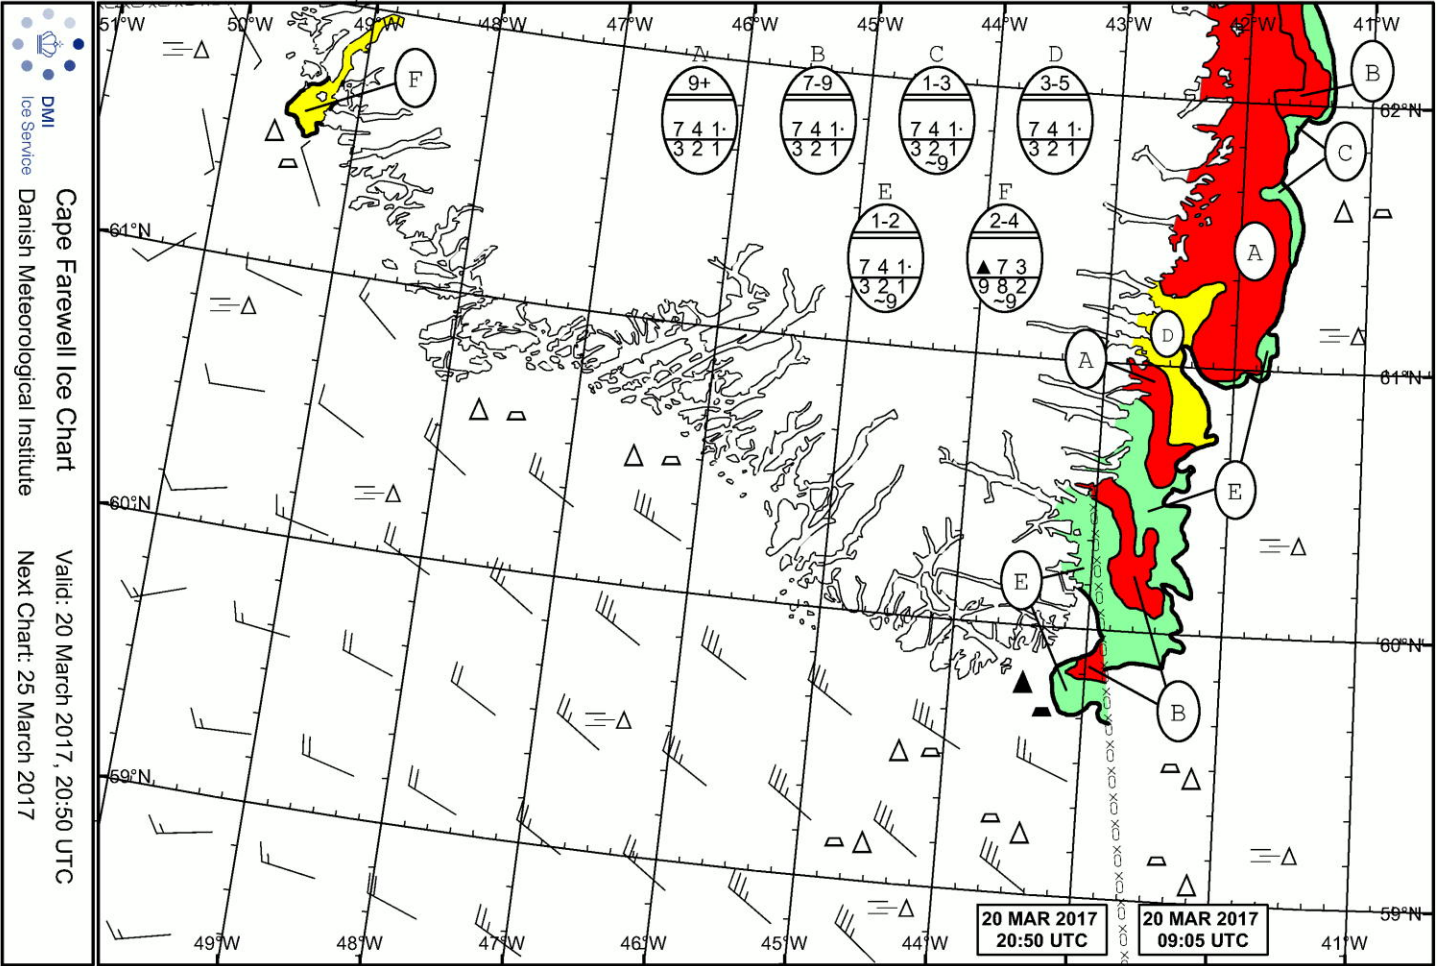 DMI
Ice Service
Cape Farewell Ice Chart
Danish Meteorological Institute
Valid: 20 March 2017, 20:50 UTC
Next Chart: 25 March 2017
51°W 50°W 49°W 48°W 47°W 46°W 45°W 44°W 43°W 42°W 41°W
A B C D
9+ 7-9 1-3 3-5
7 4 1· 7 4 1· 7 4 1· 7 4 1·
3 2 1 3 2 1 3 2 1 3 2 1
~9
E F
1-2 2-4
7 4 1· ▲ 7 3
3 2 1 9 8 2
~9 ~9
F
B
62°N
C
A
61°N
D
A
61°N
E
60°N
E
60°N
B
59°N
59°N
20 MAR 2017
20:50 UTC
20 MAR 2017
09:05 UTC
49°W 48°W 47°W 46°W 45°W 44°W 41°W